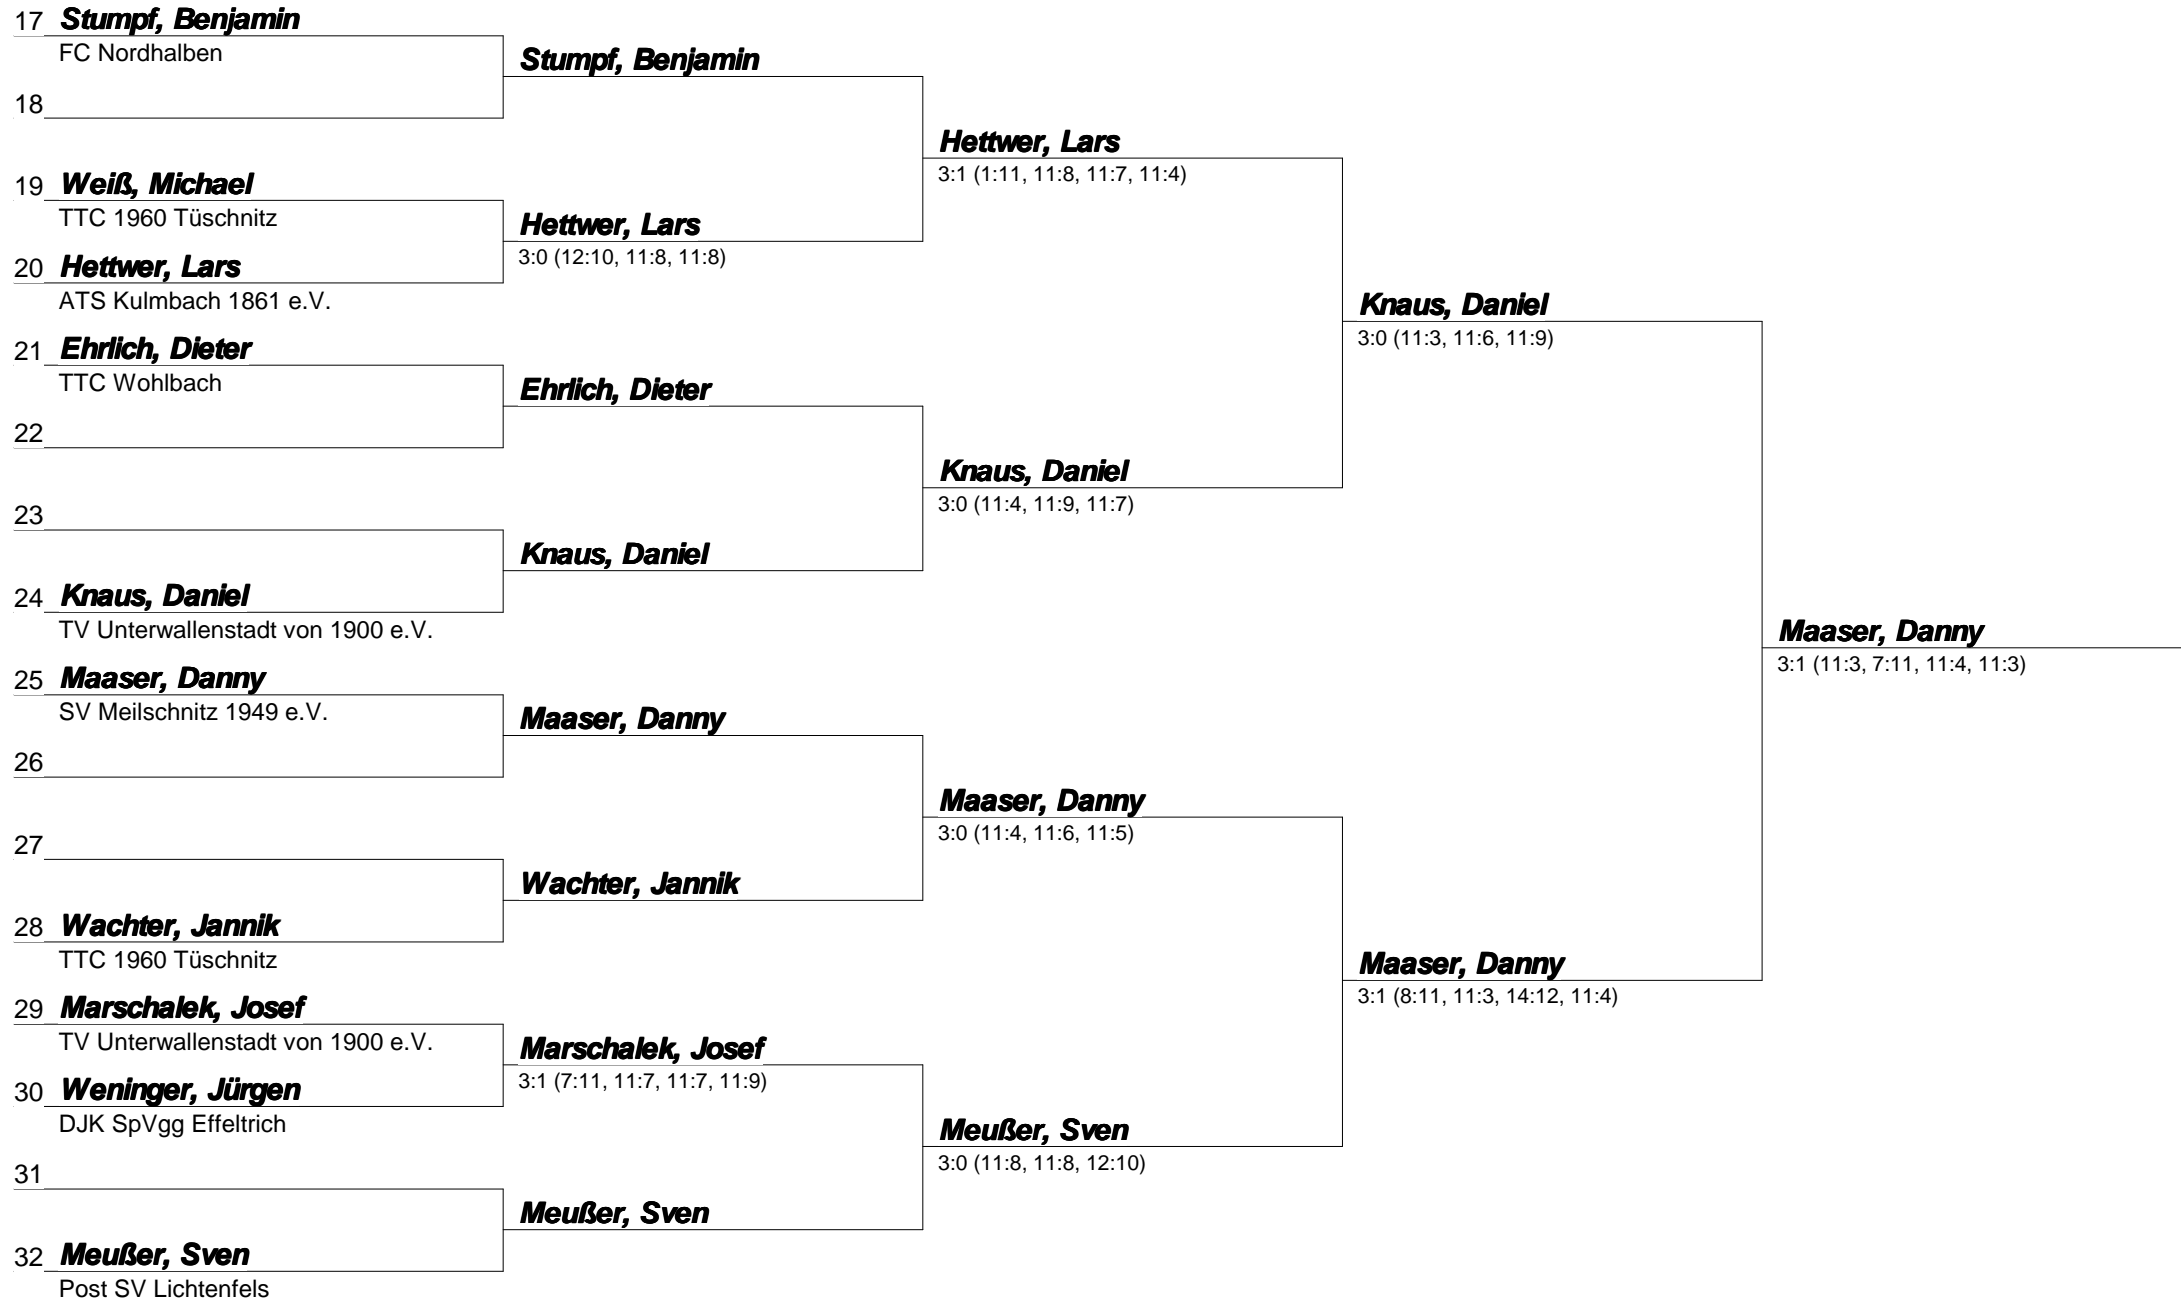 17 Stumpf, Benjamin
FC Nordhalben
Stumpf, Benjamin
18
Hettwer, Lars
3:1 (1:11, 11:8, 11:7, 11:4)
19 Weiß, Michael
TTC 1960 Tüschnitz
Hettwer, Lars
3:0 (12:10, 11:8, 11:8)
20 Hettwer, Lars
ATS Kulmbach 1861 e.V.
Knaus, Daniel
3:0 (11:3, 11:6, 11:9)
21 Ehrlich, Dieter
TTC Wohlbach
Ehrlich, Dieter
22
Knaus, Daniel
3:0 (11:4, 11:9, 11:7)
23
Knaus, Daniel
24 Knaus, Daniel
TV Unterwallenstadt von 1900 e.V.
Maaser, Danny
3:1 (11:3, 7:11, 11:4, 11:3)
25 Maaser, Danny
SV Meilschnitz 1949 e.V.
Maaser, Danny
26
Maaser, Danny
3:0 (11:4, 11:6, 11:5)
27
Wachter, Jannik
28 Wachter, Jannik
TTC 1960 Tüschnitz
Maaser, Danny
3:1 (8:11, 11:3, 14:12, 11:4)
29 Marschalek, Josef
TV Unterwallenstadt von 1900 e.V.
Marschalek, Josef
3:1 (7:11, 11:7, 11:7, 11:9)
30 Weninger, Jürgen
DJK SpVgg Effeltrich
Meußer, Sven
3:0 (11:8, 11:8, 12:10)
31
Meußer, Sven
32 Meußer, Sven
Post SV Lichtenfels